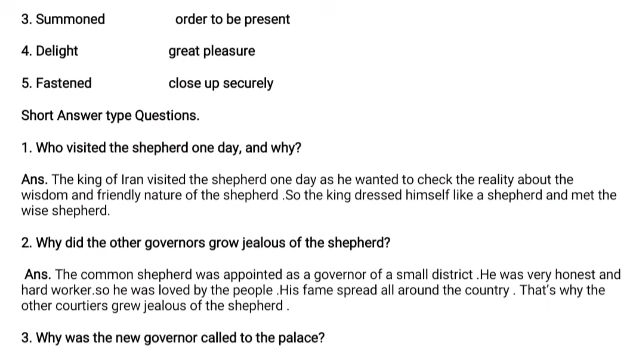 3. Summoned order to be present
4. Delight great pleasure
5. Fastened close up securely
Short Answer type Questions.
1. Who visited the shepherd one day, and why?
Ans. The king of Iran visited the shepherd one day as he wanted to check the reality about the
wisdom and friendly nature of the shepherd .So the king dressed himself like a shepherd and met the
wise shepherd.
2. Why did the other governors grow jealous of the shepherd?
Ans. The common shepherd was appointed as a governor of a small district .He was very honest and
hard worker.so he was loved by the people .His fame spread all around the country . That's why the
other courtiers grew jealous of the shepherd .
3. Why was the new governor called to the palace?